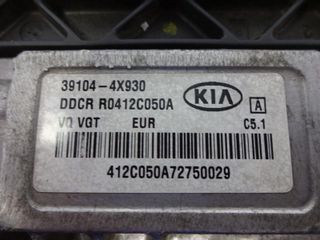 39104-4X930
DDCR R0412C050A KIA A
VQ VGT EUR C5.1
412C050A72750029